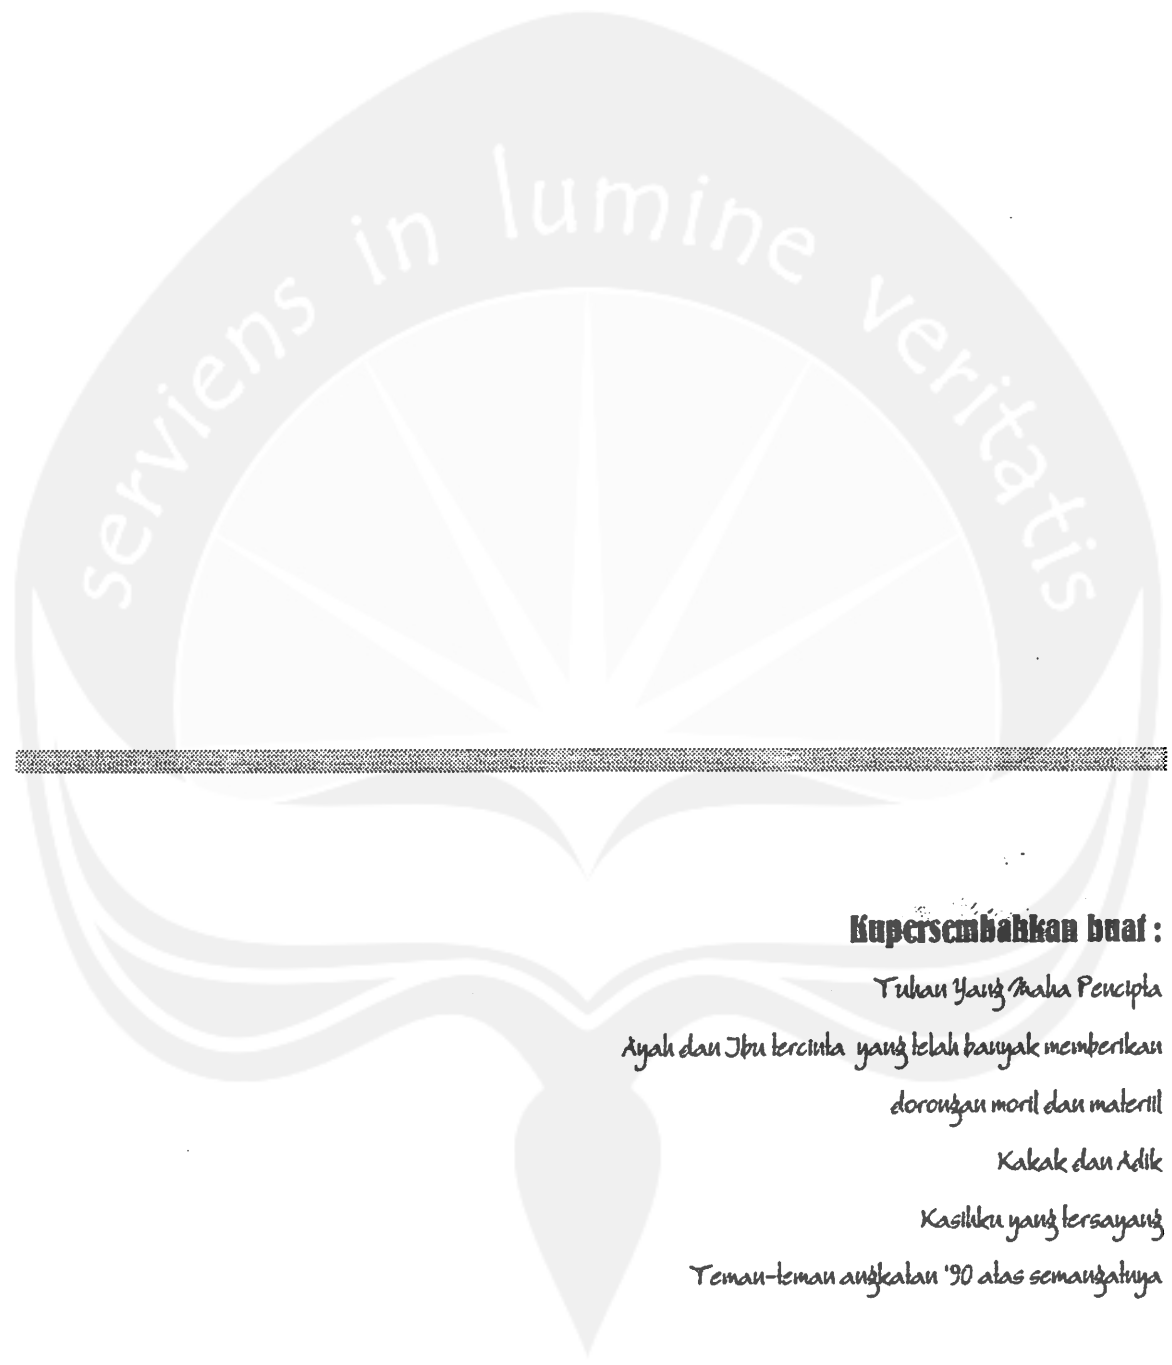 serviens in lumine veritatis
Kupersembahkan buat :
Tuhan Yang Maha Pencipta
Ayah dan Ibu tercinta yang telah banyak memberikan
dorongan moril dan materiil
Kakak dan Adik
Kasihku yang tersayang
Teman-teman angkatan '90 atas semangatnya